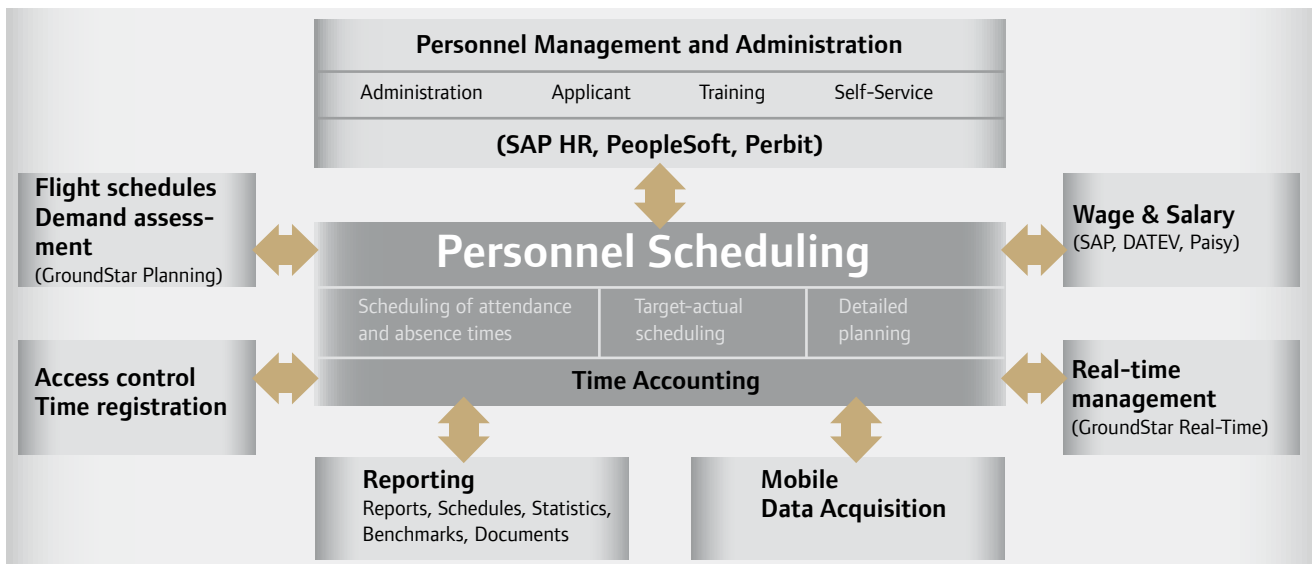 Personnel Management and Administration
Administration Applicant Training Self-Service
(SAP HR, PeopleSoft, Perbit)
Flight schedules
Demand assess-
ment
(GroundStar Planning)
Personnel Scheduling
Wage & Salary
(SAP, DATEV, Paisy)
Scheduling of attendance
and absence times
Target-actual
scheduling
Detailed
planning
Access control
Time registration
Time Accounting
Real-time
management
(GroundStar Real-Time)
Reporting
Reports, Schedules, Statistics,
Benchmarks, Documents
Mobile
Data Acquisition